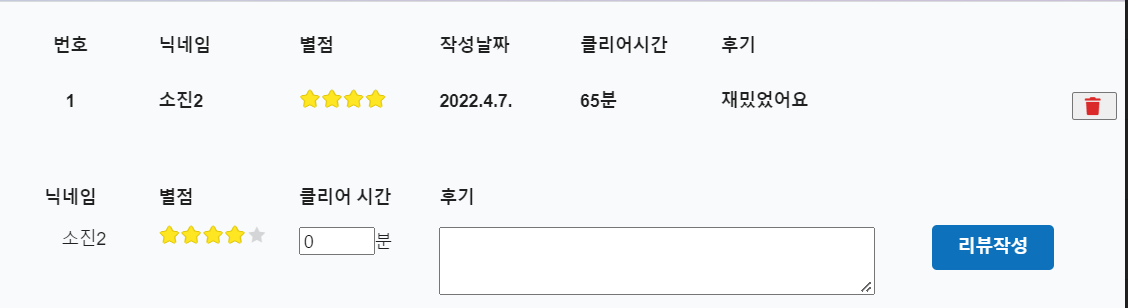 번호 닉네임 별점 작성날짜 클리어시간 후기
1 소진2 2022.4.7. 65분 재밌었어요
닉네임 별점 클리어 시간 후기
소진2 0 분 리뷰작성